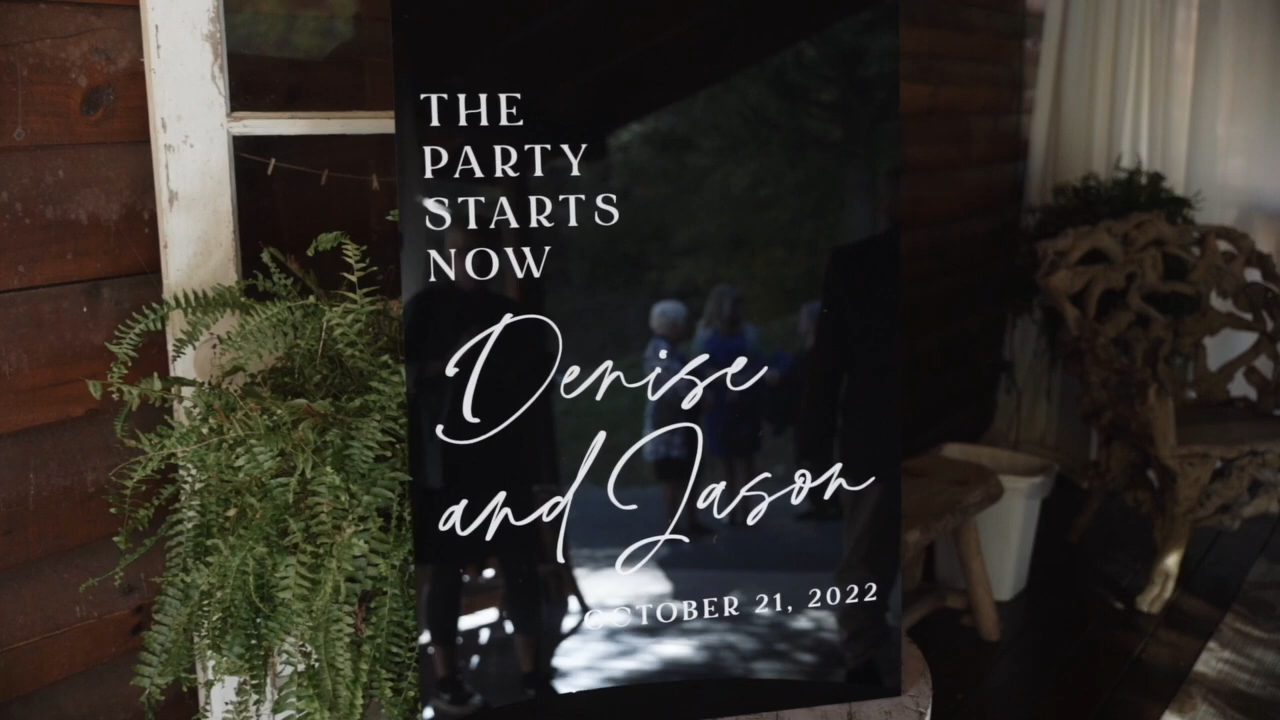 THE
PARTY
STARTS
NOW
Denise
and Jason
OCTOBER 21, 2022